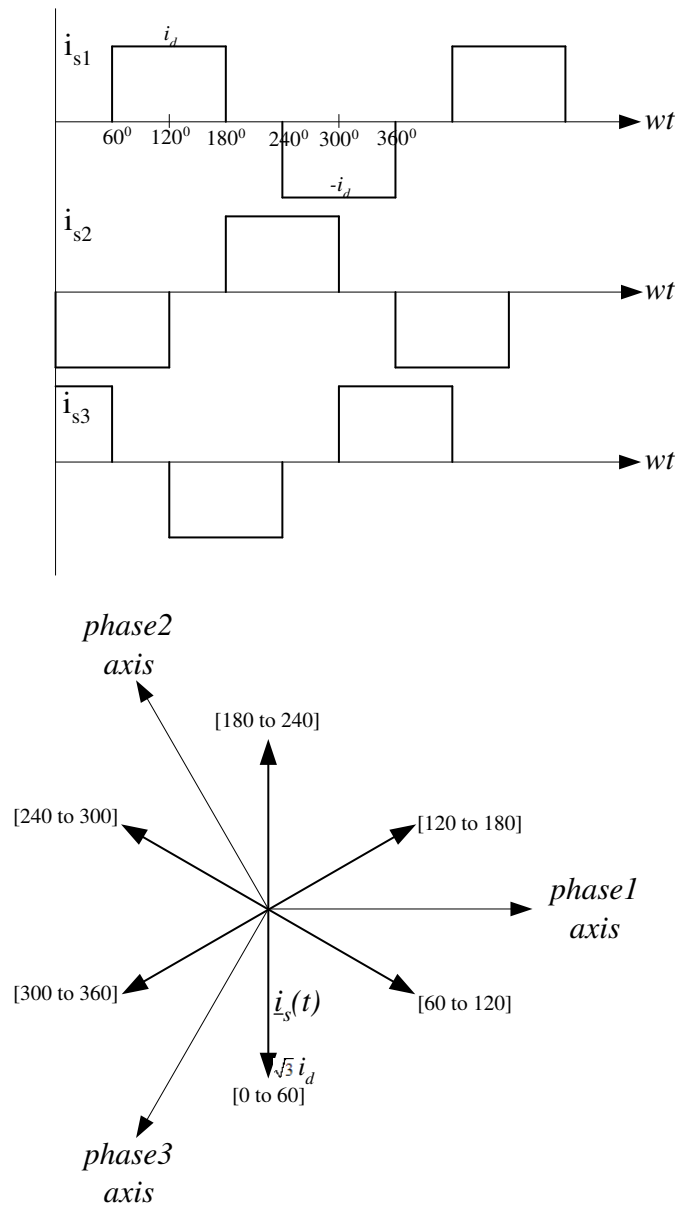 i_s1
i_d
60⁰ 120⁰ 180⁰ 240⁰ 300⁰ 360⁰
wt
-i_d
i_s2
wt
i_s3
wt
phase2
axis
[180 to 240]
[240 to 300]
[120 to 180]
phase1
axis
[300 to 360]
i_s(t)
[60 to 120]
√3 i_d
[0 to 60]
phase3
axis